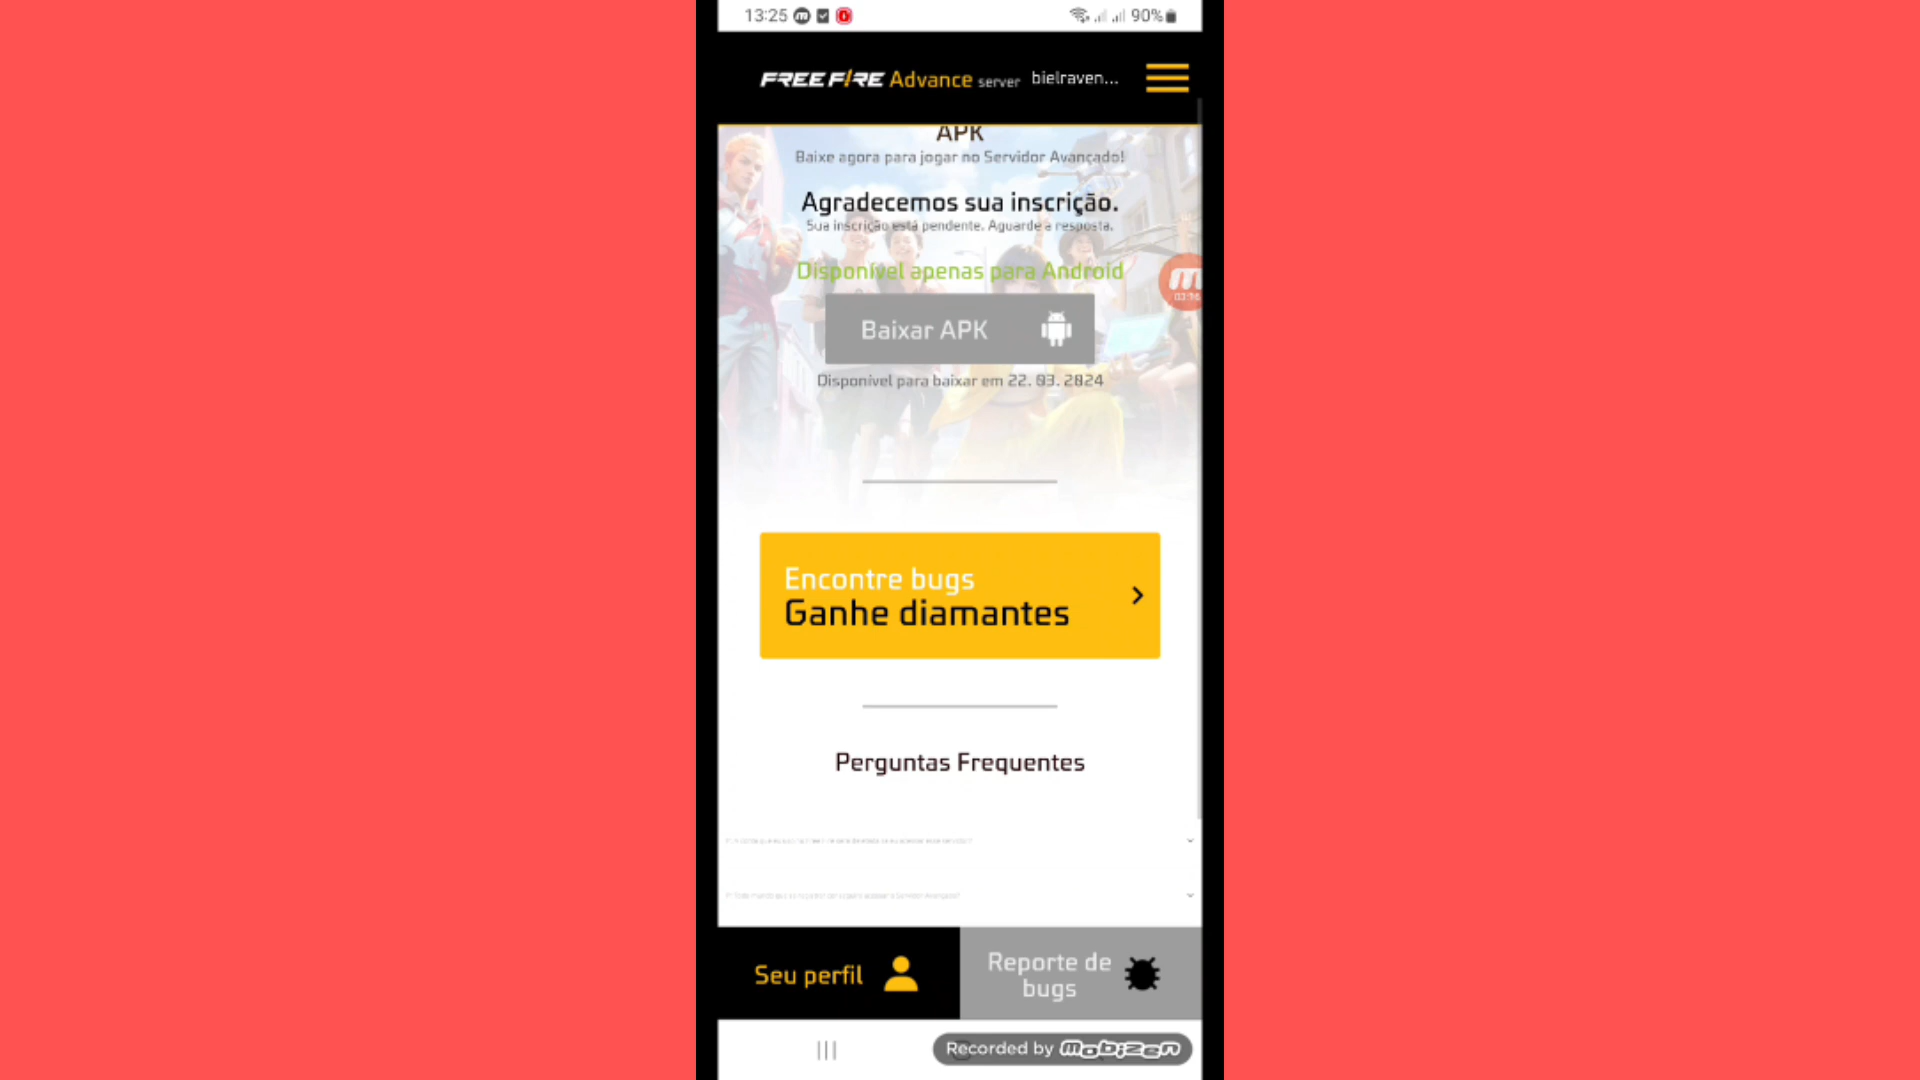 13:25 90%
FREE FIRE Advance server bielraven...
APK
Baixe agora para jogar no Servidor Avançado!
Agradecemos sua inscrição.
Sua inscrição está pendente. Aguarde a resposta.
Disponível apenas para Android
Baixar APK
Disponível para baixar em 22. 03. 2024
Encontre bugs
Ganhe diamantes
Perguntas Frequentes
Seu perfil
Reporte de
bugs
Recorded by mobizen